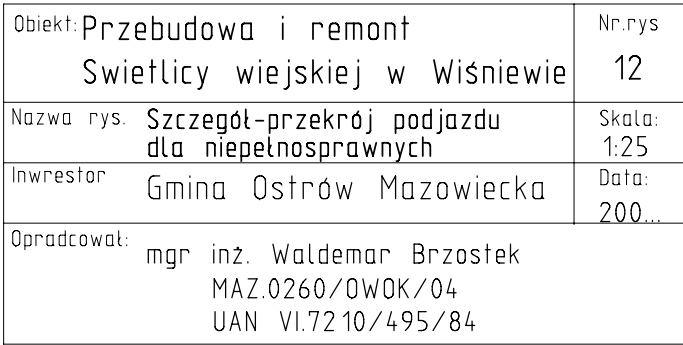 Obiekt: Przebudowa i remont
Swietlicy wiejskiej w Wiśniewie
Nr.rys
12
Nazwa rys. Szczegół-przekrój podjazdu
dla niepełnosprawnych
Skala:
1:25
Inwrestor Gmina Ostrów Mazowiecka
Data:
200...
Opradcował: mgr inż. Waldemar Brzostek
MAZ.0260/OWOK/04
UAN VI.7210/495/84